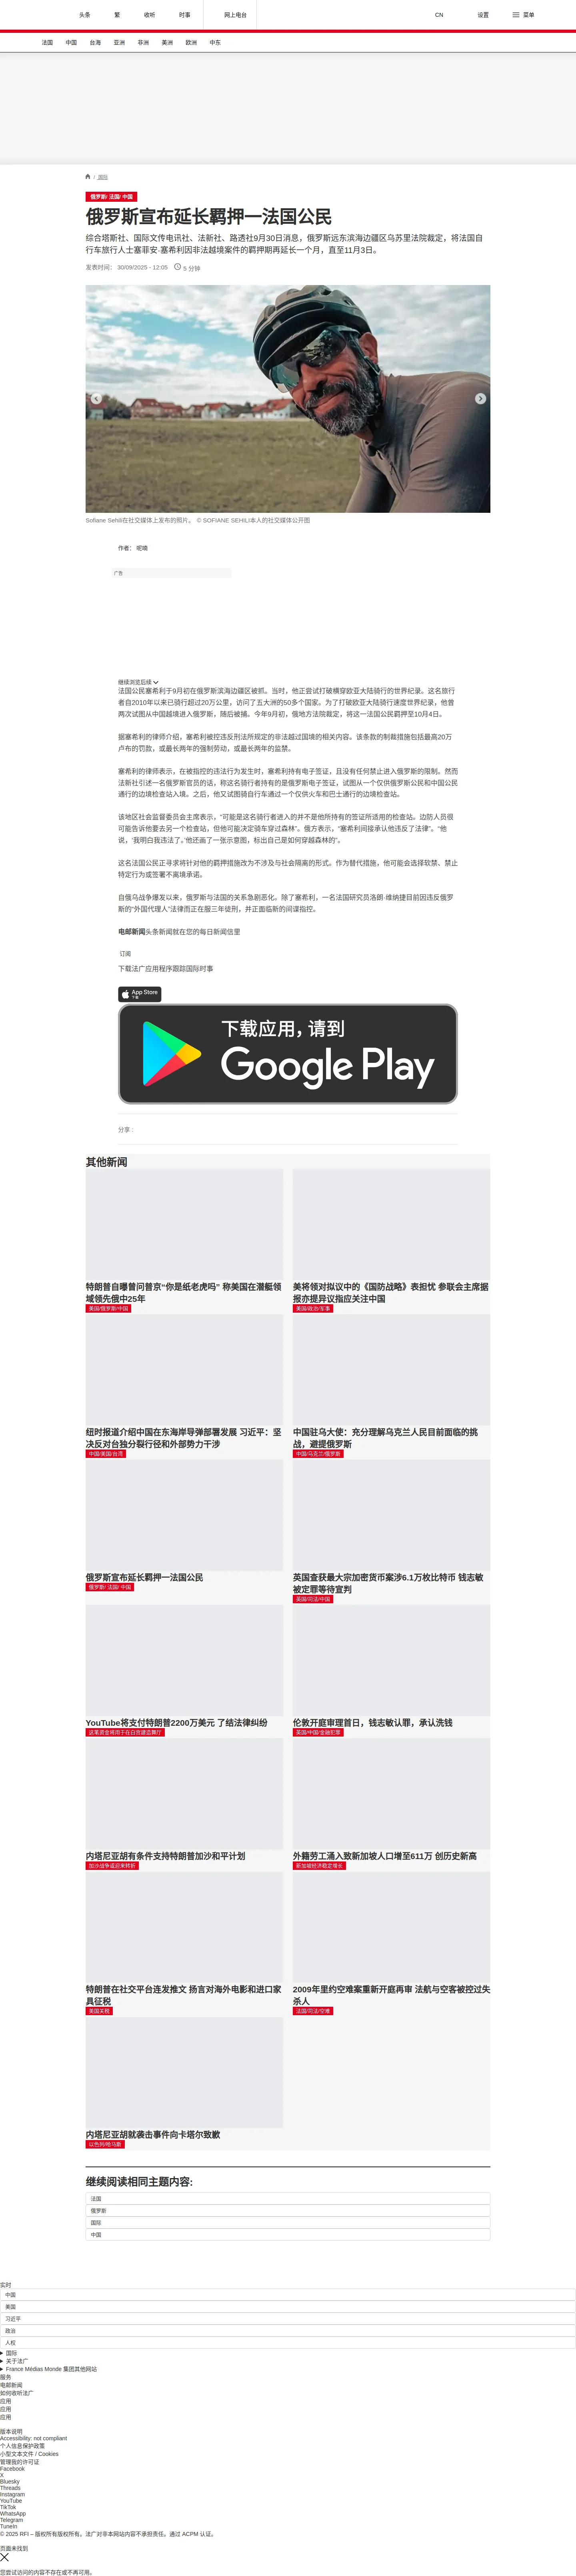 头条
繁
收听
时事
网上电台
CN
设置
菜单
法国
中国
台海
亚洲
非洲
美洲
欧洲
中东
/ 国际
俄罗斯/ 法国/ 中国
俄罗斯宣布延长羁押一法国公民
综合塔斯社、国际文传电讯社、法新社、路透社9月30日消息，俄罗斯远东滨海边疆区乌苏里法院裁定，将法国自
行车旅行人士塞菲安·塞希利因非法越境案件的羁押期再延长一个月，直至11月3日。
发表时间： 30/09/2025 - 12:05
5 分钟
Sofiane Sehili在社交媒体上发布的照片。 © SOFIANE SEHILI本人的社交媒体公开图
作者： 呢喃
广告
继续浏览后续
法国公民塞希利于9月初在俄罗斯滨海边疆区被抓。当时，他正尝试打破横穿欧亚大陆骑行的世界纪录。这名旅行
者自2010年以来已骑行超过20万公里，访问了五大洲的50多个国家。为了打破欧亚大陆骑行速度世界纪录，他曾
两次试图从中国越境进入俄罗斯，随后被捕。今年9月初，俄地方法院裁定，将这一法国公民羁押至10月4日。
据塞希利的律师介绍，塞希利被控违反刑法所规定的非法越过国境的相关内容。该条款的制裁措施包括最高20万
卢布的罚款，或最长两年的强制劳动，或最长两年的监禁。
塞希利的律师表示，在被指控的违法行为发生时，塞希利持有电子签证，且没有任何禁止进入俄罗斯的限制。然而
法新社引述一名俄罗斯官员的话，称这名骑行者持有的是俄罗斯电子签证，试图从一个仅供俄罗斯公民和中国公民
通行的边境检查站入境。之后，他又试图骑自行车通过一个仅供火车和巴士通行的边境检查站。
该地区社会监督委员会主席表示，“可能是这名骑行者进入的并不是他所持有的签证所适用的检查站。边防人员很
可能告诉他要去另一个检查站，但他可能决定骑车穿过森林”。俄方表示，“塞希利间接承认他违反了法律”。“他
说，‘我明白我违法了。’他还画了一张示意图，标出自己是如何穿越森林的”。
这名法国公民正寻求将针对他的羁押措施改为不涉及与社会隔离的形式。作为替代措施，他可能会选择软禁、禁止
特定行为或签署不离境承诺。
自俄乌战争爆发以来，俄罗斯与法国的关系急剧恶化。除了塞希利，一名法国研究员洛朗·维纳捷目前因违反俄罗
斯的“外国代理人”法律而正在服三年徒刑，并正面临新的间谍指控。
电邮新闻头条新闻就在您的每日新闻信里
订阅
下载法广应用程序跟踪国际时事
App Store
下载
下载应用，请到
Google Play
分享 :
其他新闻
特朗普自曝曾问普京“你是纸老虎吗” 称美国在潜艇领
域领先俄中25年
美国/俄罗斯/中国
美将领对拟议中的《国防战略》表担忧 参联会主席据
报亦提异议指应关注中国
美国/政治/军事
纽时报道介绍中国在东海岸导弹部署发展 习近平：坚
决反对台独分裂行径和外部势力干涉
中国/美国/台湾
中国驻乌大使：充分理解乌克兰人民目前面临的挑
战，避提俄罗斯
中国/乌克兰/俄罗斯
俄罗斯宣布延长羁押一法国公民
俄罗斯/ 法国/ 中国
英国查获最大宗加密货币案涉6.1万枚比特币 钱志敏
被定罪等待宣判
英国/司法/中国
YouTube将支付特朗普2200万美元 了结法律纠纷
这笔资金将用于在白宫建造舞厅
伦敦开庭审理首日，钱志敏认罪，承认洗钱
英国/中国/金融犯罪
内塔尼亚胡有条件支持特朗普加沙和平计划
加沙战争或迎来转折
外籍劳工涌入致新加坡人口增至611万 创历史新高
新加坡经济稳定增长
特朗普在社交平台连发推文 扬言对海外电影和进口家
具征税
美国关税
2009年里约空难案重新开庭再审 法航与空客被控过失
杀人
法国/司法/空难
内塔尼亚胡就袭击事件向卡塔尔致歉
以色列/哈马斯
继续阅读相同主题内容:
法国
俄罗斯
国际
中国
实时
中国
美国
习近平
政治
人权
国际
关于法广
France Médias Monde 集团其他网站
服务
电邮新闻
如何收听法广
应用
应用
应用
版本说明
Accessibility: not compliant
个人信息保护政策
小型文本文件 / Cookies
管理我的许可证
Facebook
X
Bluesky
Threads
Instagram
YouTube
TikTok
WhatsApp
Telegram
TuneIn
© 2025 RFI – 版权所有版权所有。法广对非本网站内容不承担责任。通过 ACPM 认证。
页面未找到
您尝试访问的内容不存在或不再可用。